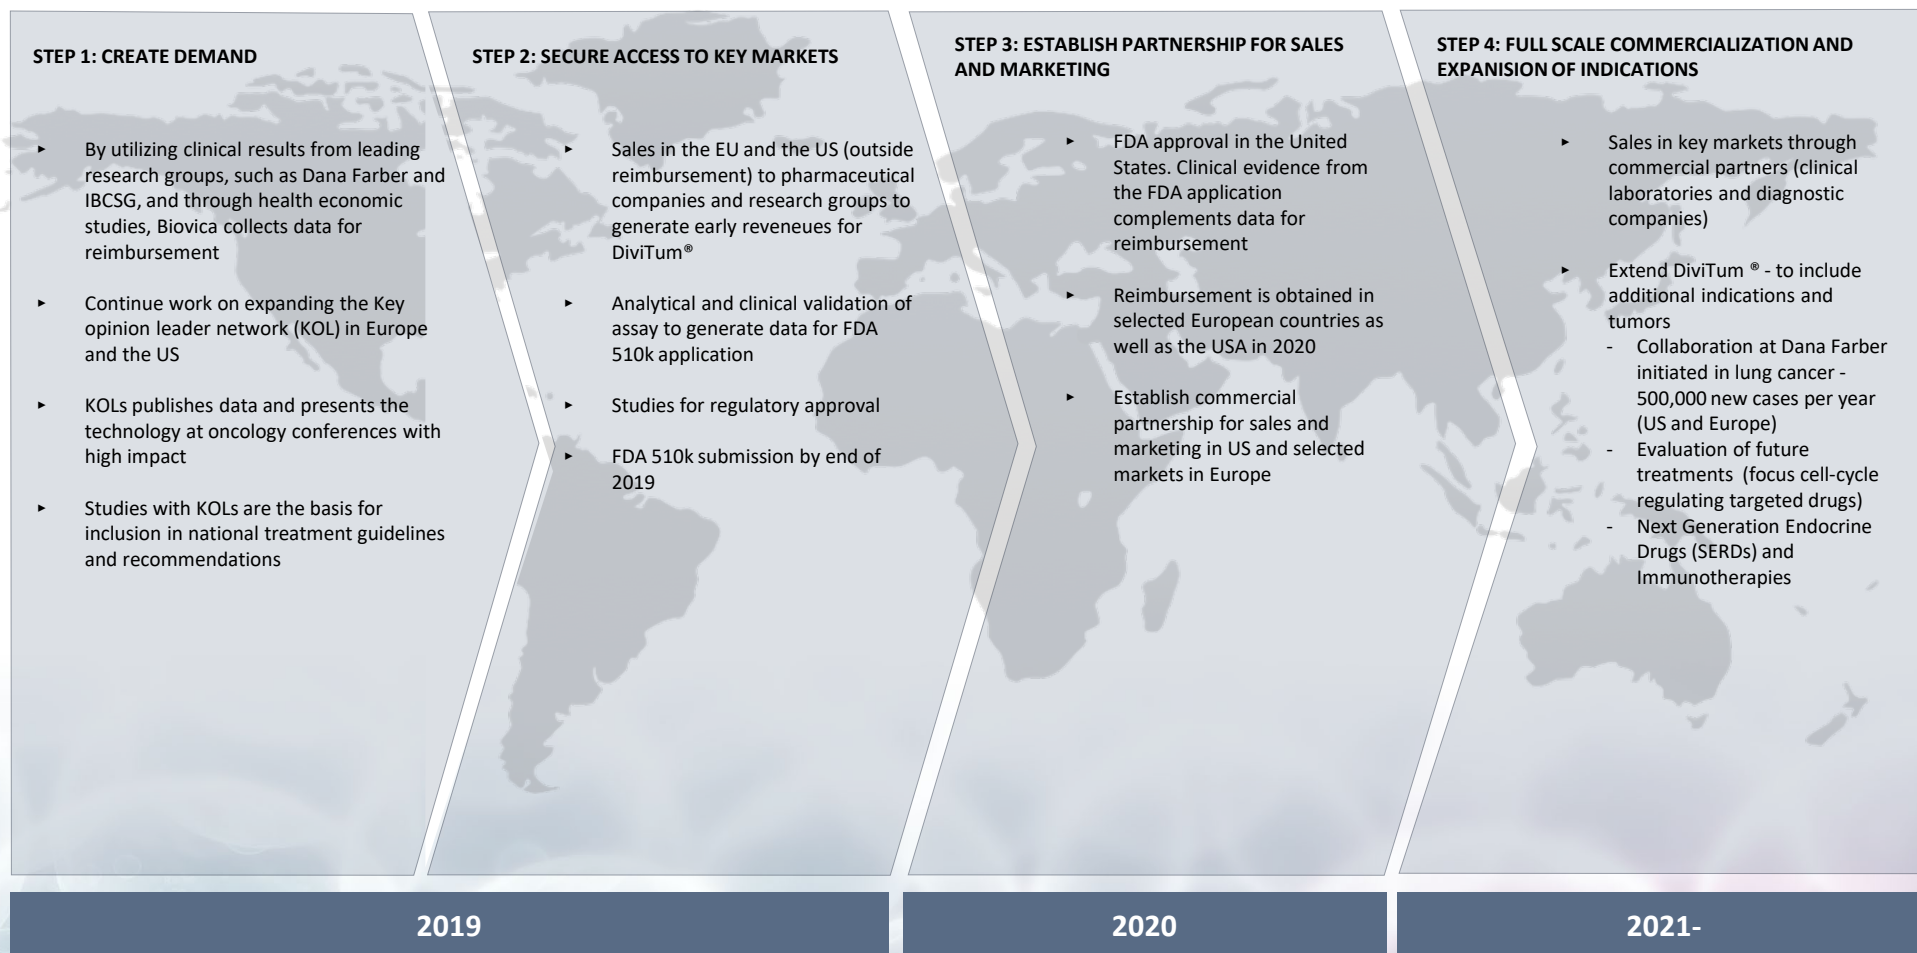 STEP 1: CREATE DEMAND
▸ By utilizing clinical results from leading
research groups, such as Dana Farber and
IBCSG, and through health economic
studies, Biovica collects data for
reimbursement
▸ Continue work on expanding the Key
opinion leader network (KOL) in Europe
and the US
▸ KOLs publishes data and presents the
technology at oncology conferences with
high impact
▸ Studies with KOLs are the basis for
inclusion in national treatment guidelines
and recommendations
STEP 2: SECURE ACCESS TO KEY MARKETS
▸ Sales in the EU and the US (outside
reimbursement) to pharmaceutical
companies and research groups to
generate early reveneues for
DiviTum®
▸ Analytical and clinical validation of
assay to generate data for FDA
510k application
▸ Studies for regulatory approval
▸ FDA 510k submission by end of
2019
STEP 3: ESTABLISH PARTNERSHIP FOR SALES
AND MARKETING
▸ FDA approval in the United
States. Clinical evidence from
the FDA application
complements data for
reimbursement
▸ Reimbursement is obtained in
selected European countries as
well as the USA in 2020
▸ Establish commercial
partnership for sales and
marketing in US and selected
markets in Europe
STEP 4: FULL SCALE COMMERCIALIZATION AND
EXPANISION OF INDICATIONS
▸ Sales in key markets through
commercial partners (clinical
laboratories and diagnostic
companies)
▸ Extend DiviTum ® - to include
additional indications and
tumors
- Collaboration at Dana Farber
initiated in lung cancer -
500,000 new cases per year
(US and Europe)
- Evaluation of future
treatments (focus cell-cycle
regulating targeted drugs)
- Next Generation Endocrine
Drugs (SERDs) and
Immunotherapies
2019
2020
2021-